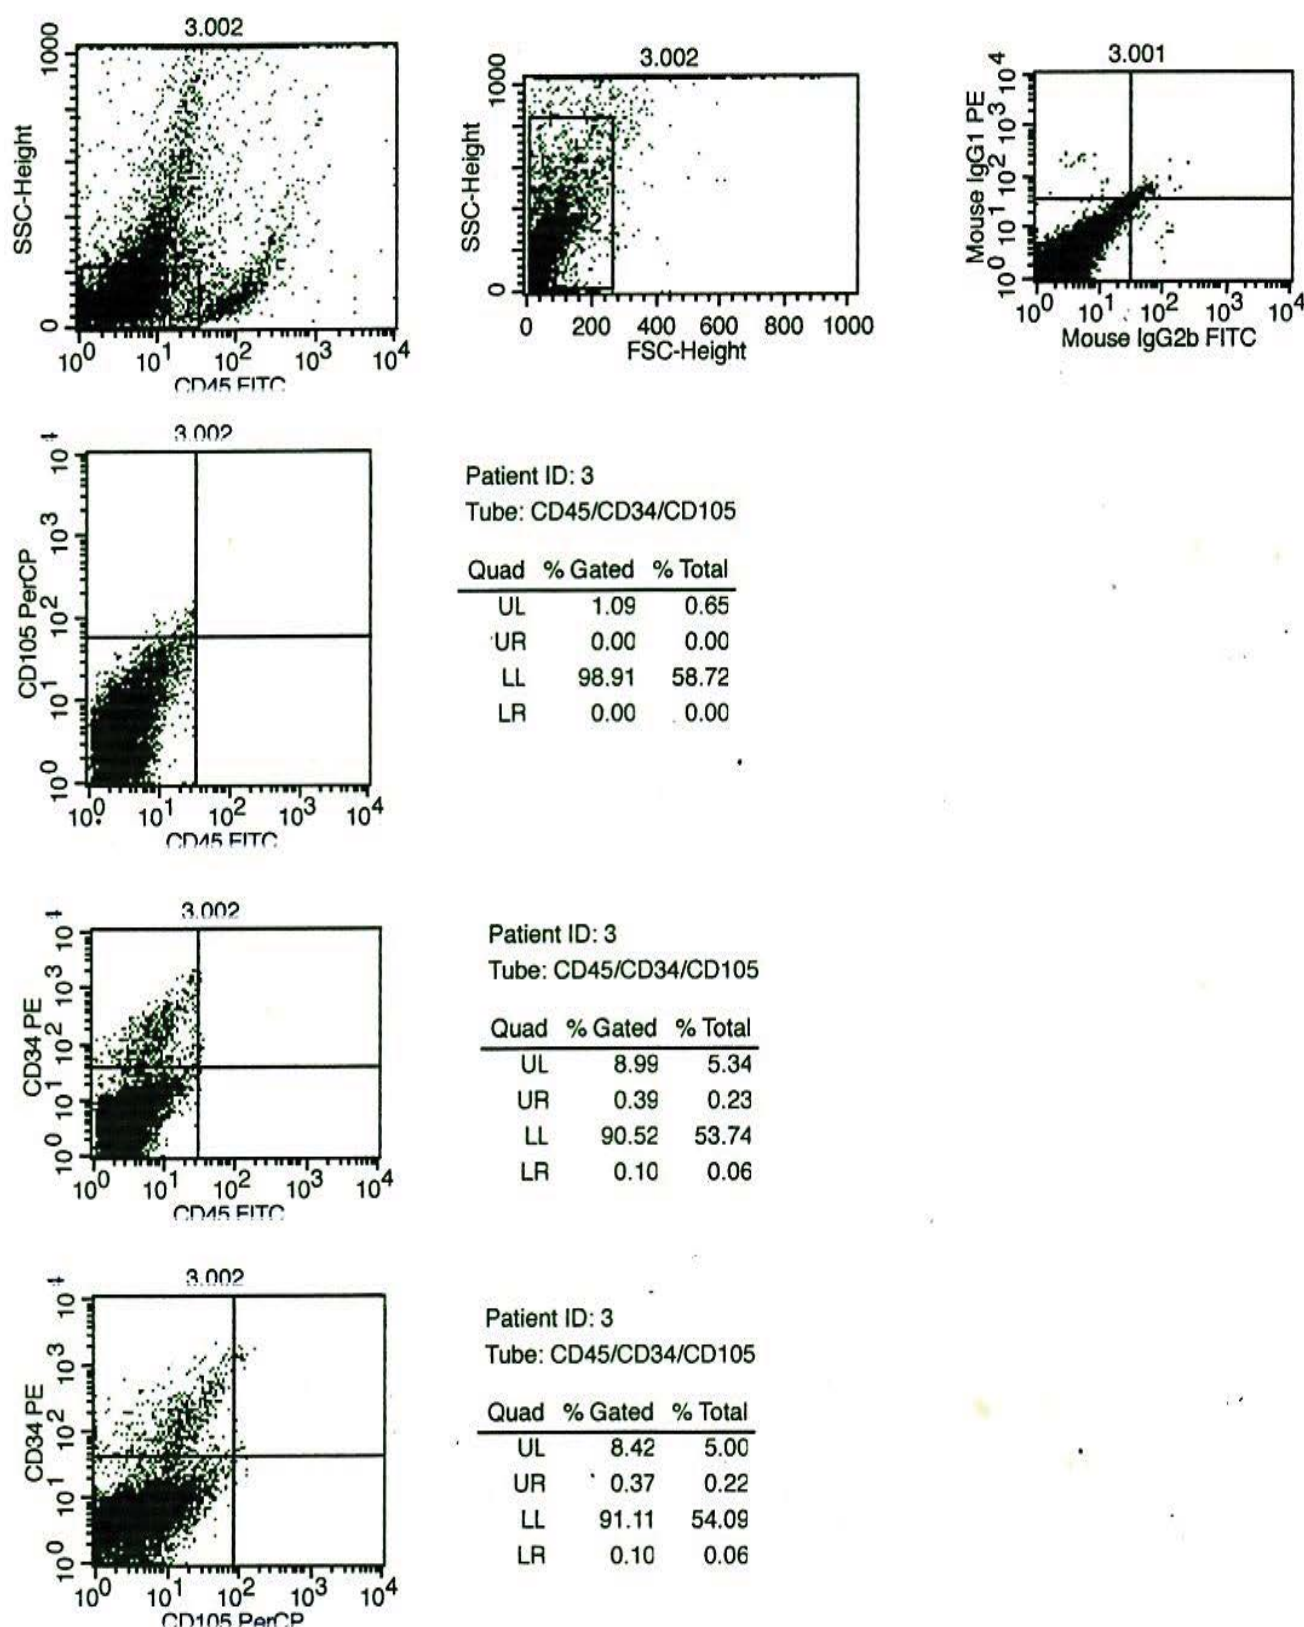 3.002
1000
SSC-Height
0
10^0 10^1 10^2 10^3 10^4
CD45 FITC
3.002
1000
SSC-Height
0
0 200 400 600 800 1000
FSC-Height
3.001
10^4
10^3
10^2
10^1
10^0
Mouse IgG1 PE
10^0 10^1 10^2 10^3 10^4
Mouse IgG2b FITC
3.002
10^4
10^3
10^2
10^1
10^0
CD105 PerCP
10^0 10^1 10^2 10^3 10^4
CD45 FITC
Patient ID: 3
Tube: CD45/CD34/CD105
Quad % Gated % Total
UL 1.09 0.65
UR 0.00 0.00
LL 98.91 58.72
LR 0.00 0.00
3.002
10^4
10^3
10^2
10^1
10^0
CD34 PE
10^0 10^1 10^2 10^3 10^4
CD45 FITC
Patient ID: 3
Tube: CD45/CD34/CD105
Quad % Gated % Total
UL 8.99 5.34
UR 0.39 0.23
LL 90.52 53.74
LR 0.10 0.06
3.002
10^4
10^3
10^2
10^1
10^0
CD34 PE
10^0 10^1 10^2 10^3 10^4
CD105 PerCP
Patient ID: 3
Tube: CD45/CD34/CD105
Quad % Gated % Total
UL 8.42 5.00
UR 0.37 0.22
LL 91.11 54.09
LR 0.10 0.06